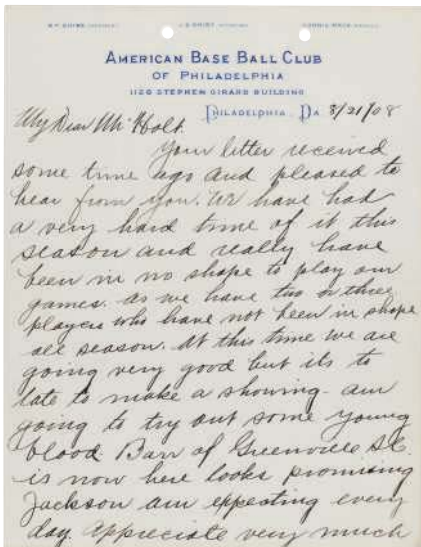 AMERICAN BASE BALL CLUB
OF PHILADELPHIA
1128 STEPHEN GIRARD BUILDING
PHILADELPHIA, PA. 8/21/08
My Dear Mr Holt.
Your letter received
some time ago and pleased to
hear from you. We have had
a very hard time of it this
season and really have
been in no shape to play our
games. as we have two or three
players who have not been in shape
all season. At this time we are
going very good but its to
late to make a showing - am
going to try out some young
blood. Barr of Greenville S.C.
is now here looks promising
Jackson am expecting every
day. Appreciate very much